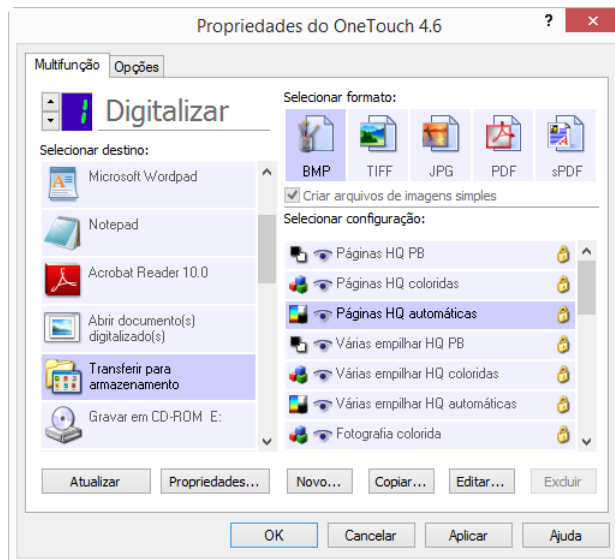 Propriedades do OneTouch 4.6
?
×
Multifunção
Opções
1
Digitalizar
Selecionar destino:
Microsoft Wordpad
Notepad
Acrobat Reader 10.0
Abrir documento(s)
digitalizado(s)
Transferir para
armazenamento
Gravar em CD-ROM E:
Selecionar formato:
BMP
TIFF
JPG
PDF
sPDF
Criar arquivos de imagens simples
Selecionar configuração:
Páginas HQ PB
Páginas HQ coloridas
Páginas HQ automáticas
Várias empilhar HQ PB
Várias empilhar HQ coloridas
Várias empilhar HQ automáticas
Fotografia colorida
Atualizar
Propriedades...
Novo...
Copiar...
Editar...
Excluir
OK
Cancelar
Aplicar
Ajuda